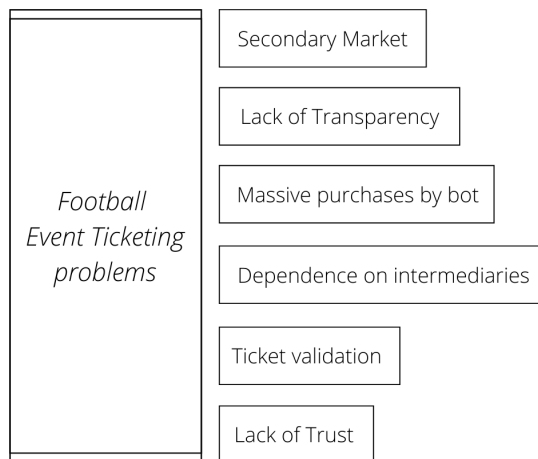 Football
Event Ticketing
problems
Secondary Market
Lack of Transparency
Massive purchases by bot
Dependence on intermediaries
Ticket validation
Lack of Trust